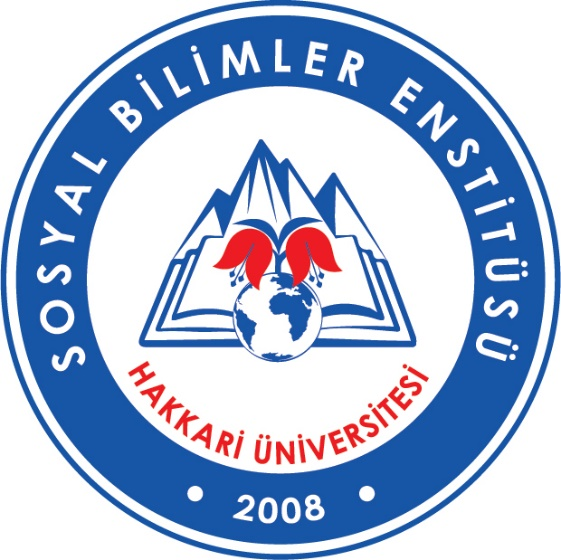 SOSYAL BİLİMLER ENSTİTÜSÜ
HAKKARİ ÜNİVERSİTESİ
• 2008 •